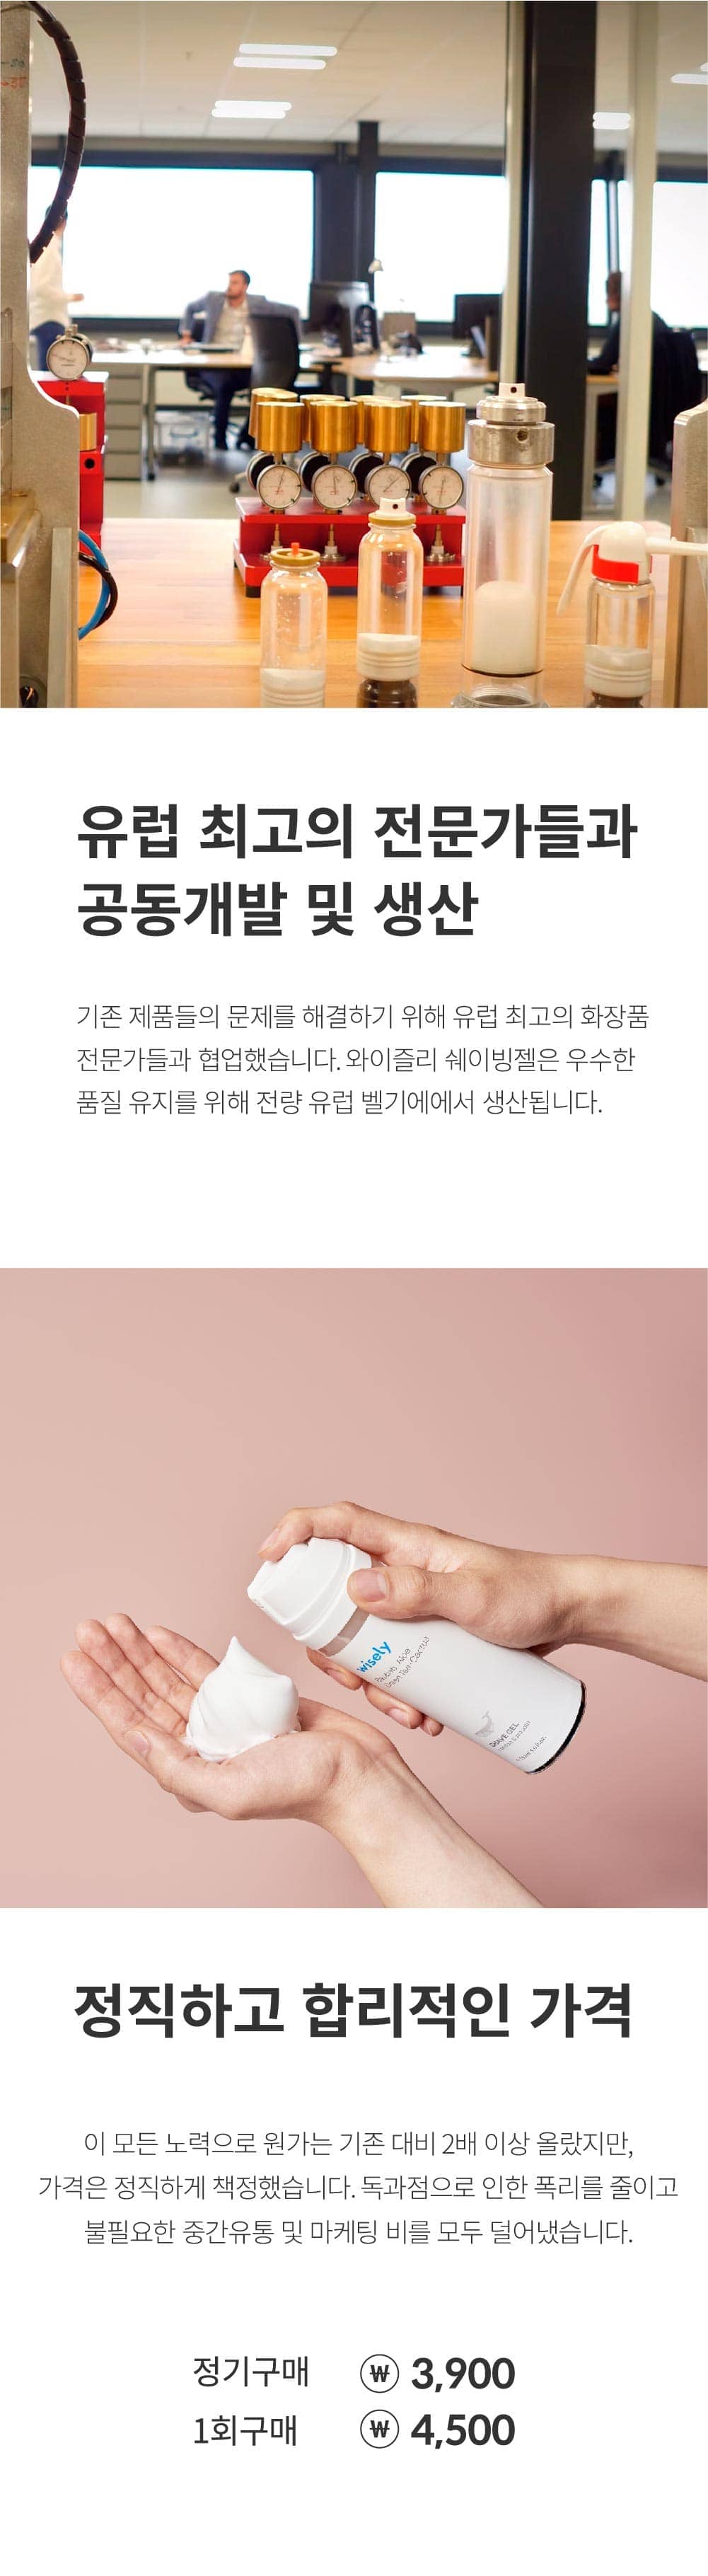 유럽 최고의 전문가들과
공동개발 및 생산
기존 제품들의 문제를 해결하기 위해 유럽 최고의 화장품
전문가들과 협업했습니다. 와이즐리 쉐이빙젤은 우수한
품질 유지를 위해 전량 유럽 벨기에에서 생산됩니다.
wisely
SHAVE GEL
정직하고 합리적인 가격
이 모든 노력으로 원가는 기존 대비 2배 이상 올랐지만,
가격은 정직하게 책정했습니다. 독과점으로 인한 폭리를 줄이고
불필요한 중간유통 및 마케팅 비를 모두 덜어냈습니다.
정기구매 ₩ 3,900
1회구매 ₩ 4,500